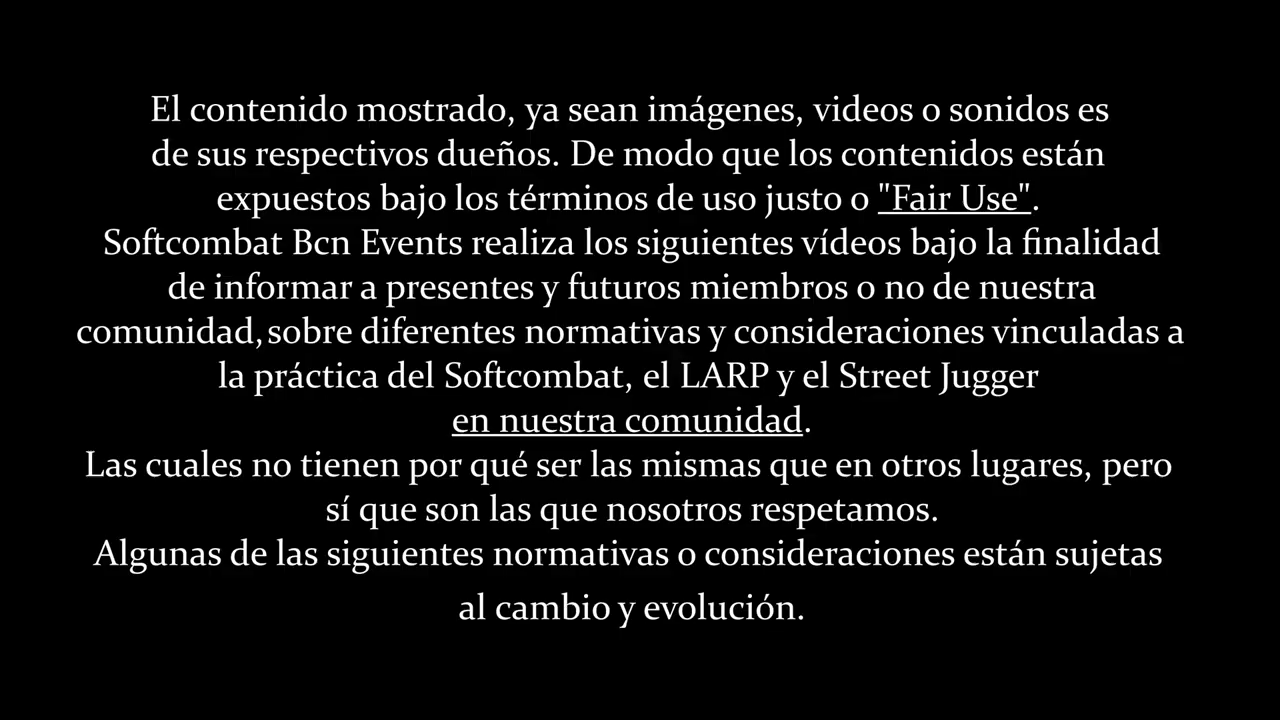 El contenido mostrado, ya sean imágenes, videos o sonidos es
de sus respectivos dueños. De modo que los contenidos están
expuestos bajo los términos de uso justo o "Fair Use".
Softcombat Bcn Events realiza los siguientes vídeos bajo la finalidad
de informar a presentes y futuros miembros o no de nuestra
comunidad, sobre diferentes normativas y consideraciones vinculadas a
la práctica del Softcombat, el LARP y el Street Jugger
en nuestra comunidad.
Las cuales no tienen por qué ser las mismas que en otros lugares, pero
sí que son las que nosotros respetamos.
Algunas de las siguientes normativas o consideraciones están sujetas
al cambio y evolución.